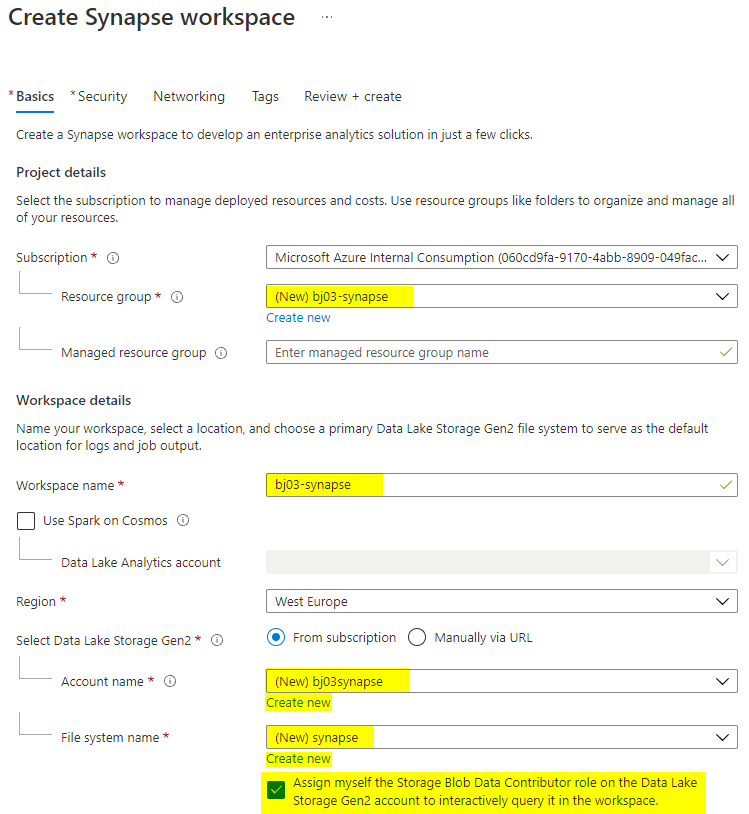 Create Synapse workspace ...
* Basics * Security Networking Tags Review + create
Create a Synapse workspace to develop an enterprise analytics solution in just a few clicks.
Project details
Select the subscription to manage deployed resources and costs. Use resource groups like folders to organize and manage all
of your resources.
Subscription * Microsoft Azure Internal Consumption (060cd9fa-9170-4abb-8909-049fac...
Resource group * (New) bj03-synapse
Create new
Managed resource group Enter managed resource group name
Workspace details
Name your workspace, select a location, and choose a primary Data Lake Storage Gen2 file system to serve as the default
location for logs and job output.
Workspace name * bj03-synapse
Use Spark on Cosmos
Data Lake Analytics account
Region * West Europe
Select Data Lake Storage Gen2 * From subscription Manually via URL
Account name * (New) bj03synapse
Create new
File system name * (New) synapse
Create new
Assign myself the Storage Blob Data Contributor role on the Data Lake
Storage Gen2 account to interactively query it in the workspace.